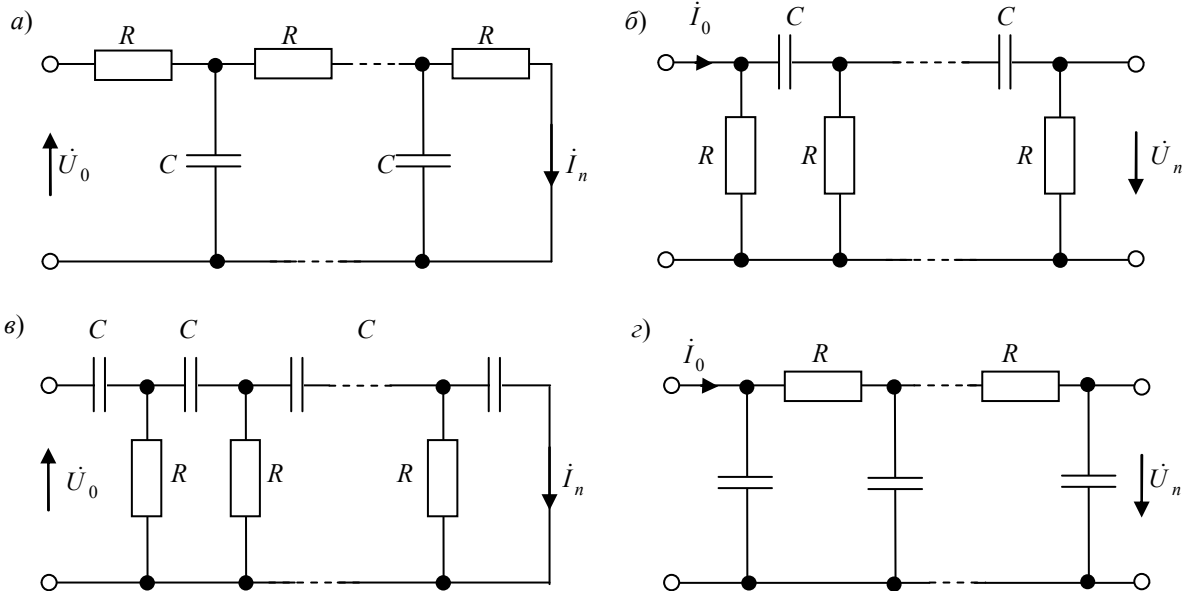 а) R R R
C C
U̇₀ İₙ
б) İ₀ C C
R R R
U̇ₙ
в) C C C
R R R
U̇₀ İₙ
г) İ₀ R R
U̇ₙ